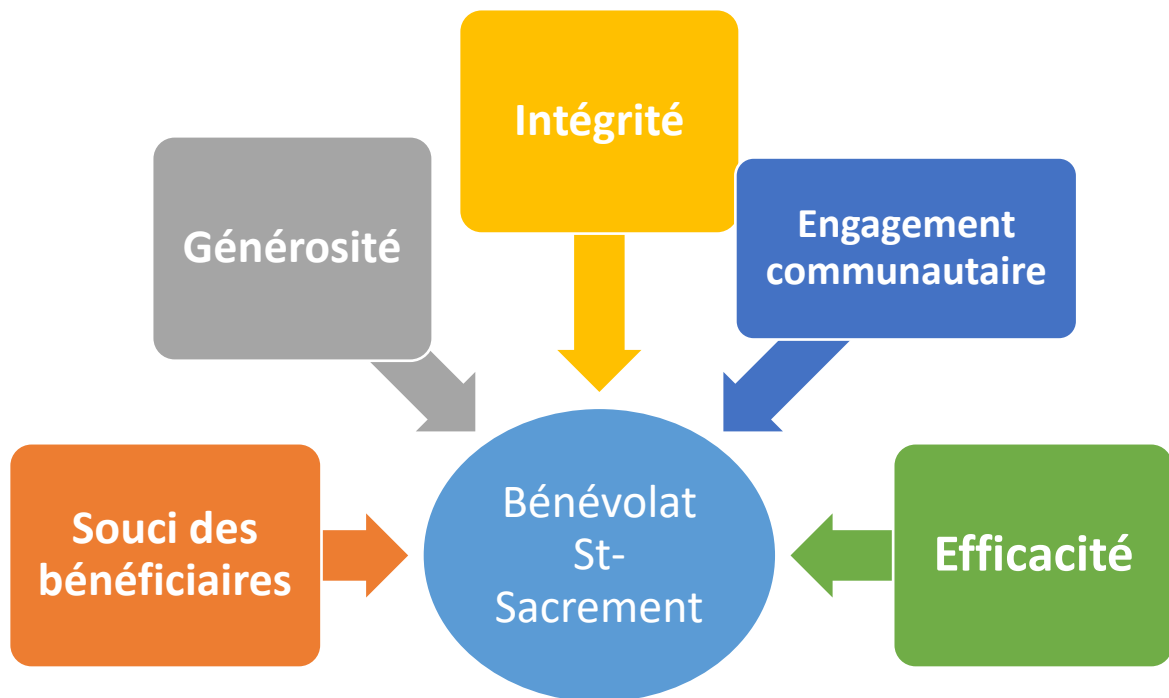 Intégrité
Générosité
Engagement
communautaire
Souci des
bénéficiaires
Bénévolat
St-
Sacrement
Efficacité